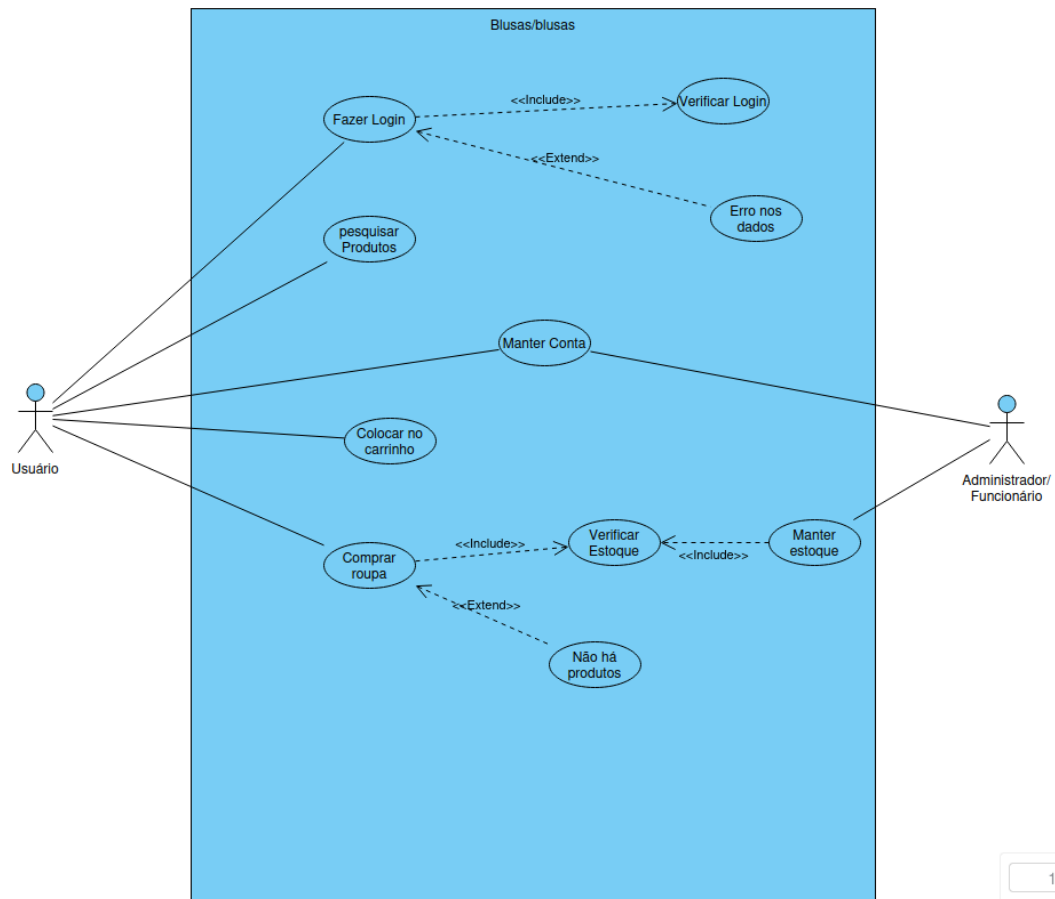 Blusas/blusas
<<Include>>
Verificar Login
Fazer Login
<<Extend>>
Erro nos
dados
pesquisar
Produtos
Manter Conta
Usuário
Colocar no
carrinho
Administrador/
Funcionário
Comprar
roupa
<<Include>>
Verificar
Estoque
<<Include>>
Manter
estoque
<<Extend>>
Não há
produtos
1